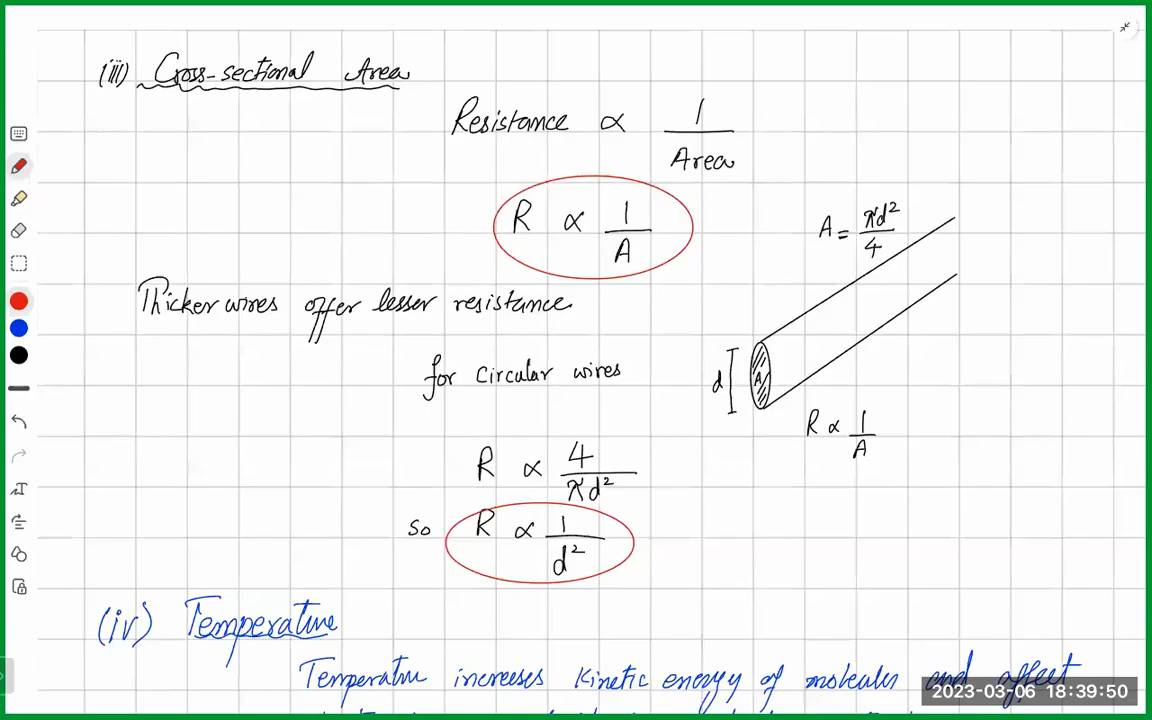 (iii) Cross-sectional Area
Resistance ∝ 1/Area
R ∝ 1/A
A = πd²/4
Thicker wires offer lesser resistance
for circular wires
d
A
R ∝ 1/A
R ∝ 4/πd²
so R ∝ 1/d²
(iv) Temperature
Temperature increases kinetic energy of molecules and affect
2023-03-06 18:39:50